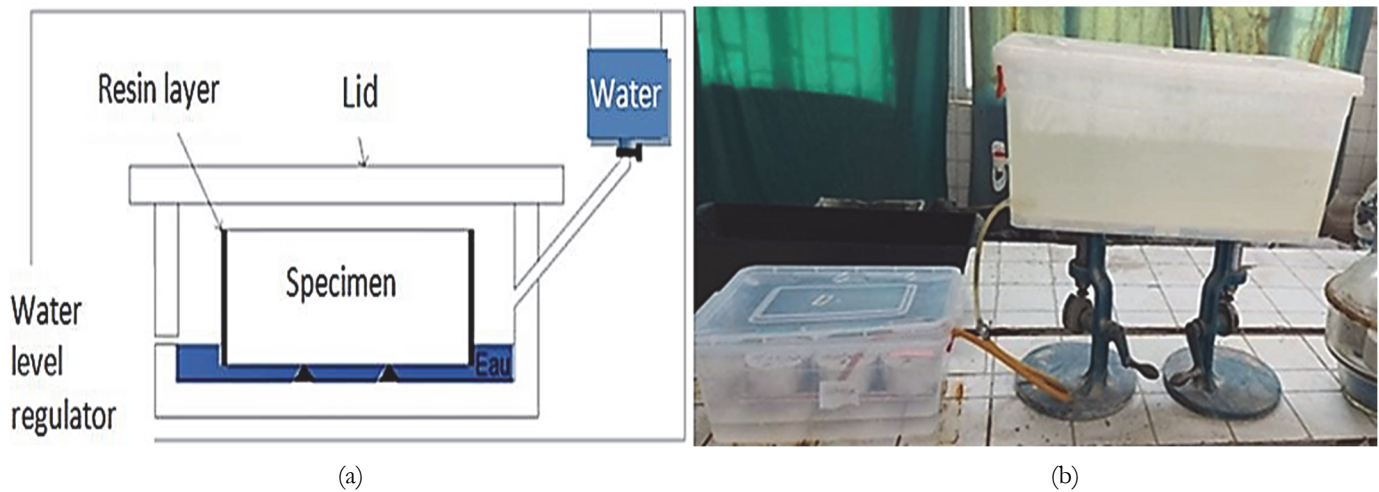 Resin layer
Lid
Water
Specimen
Water
level
regulator
Eau
(a)
(b)